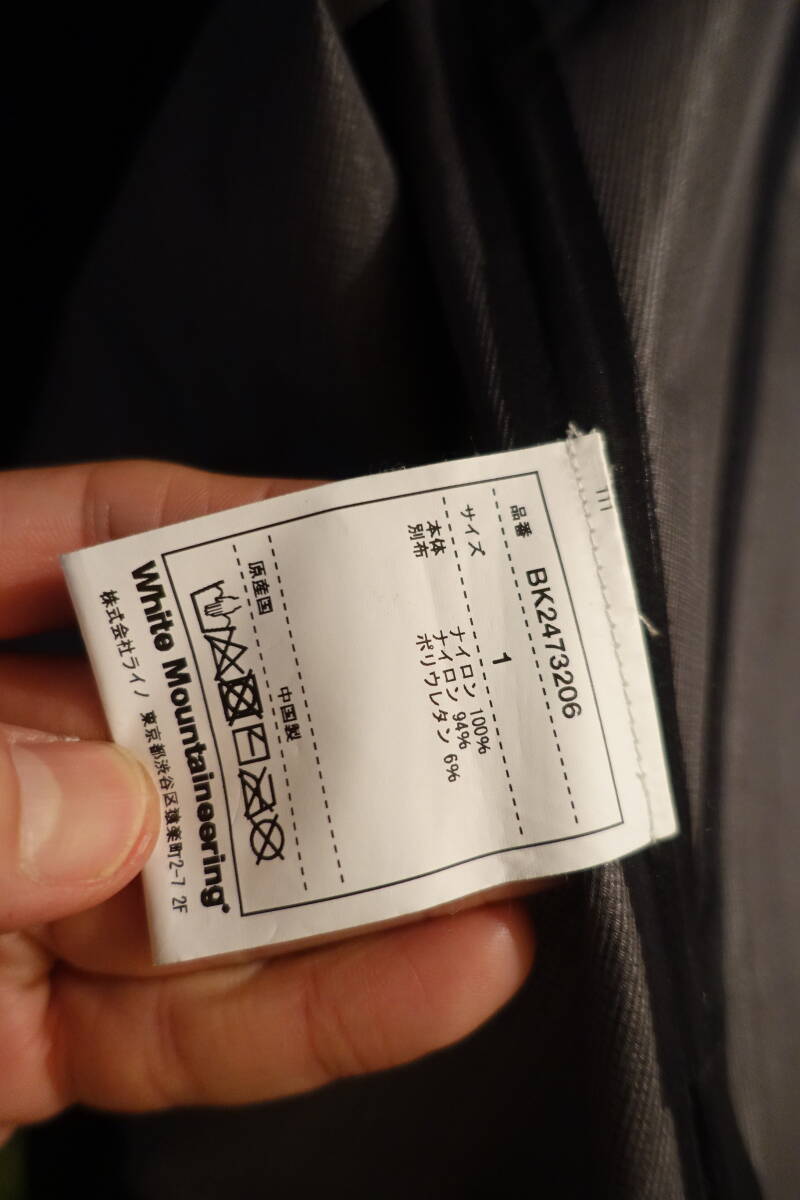 品番 BK2473206
サイズ 1
本体 ナイロン 100%
別布 ナイロン 94%
ポリウレタン 6%
原産国 中国製
White Mountaineering
株式会社ライノ 東京都渋谷区猿楽町2-7 2F